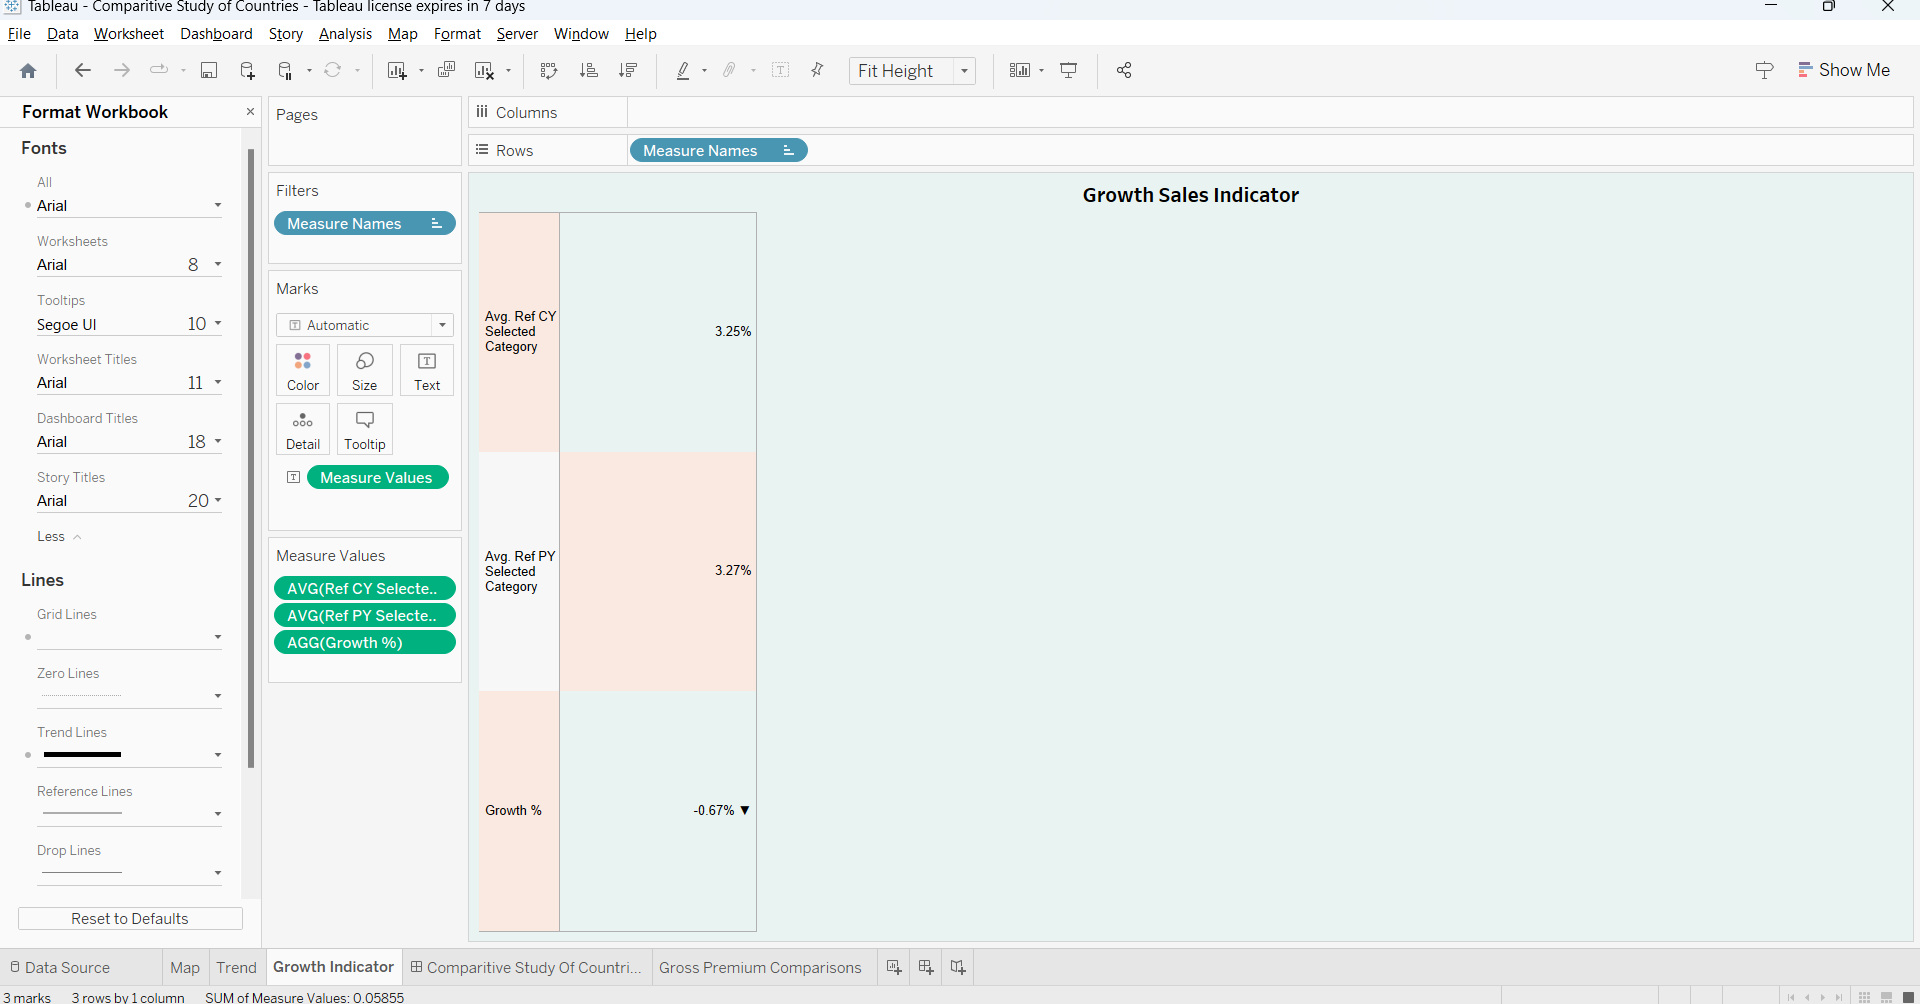 Tableau - Comparitive Study of Countries - Tableau license expires in 7 days
File Data Worksheet Dashboard Story Analysis Map Format Server Window Help
Fit Height
Show Me
Format Workbook
Fonts
All
Arial
Worksheets
Arial 8
Tooltips
Segoe UI 10
Worksheet Titles
Arial 11
Dashboard Titles
Arial 18
Story Titles
Arial 20
Less
Lines
Grid Lines
Zero Lines
Trend Lines
Reference Lines
Drop Lines
Reset to Defaults
Pages
Filters
Measure Names
Marks
Automatic
Color Size Text
Detail Tooltip
Measure Values
Measure Values
AVG(Ref CY Selecte..
AVG(Ref PY Selecte..
AGG(Growth %)
Columns
Rows Measure Names
Growth Sales Indicator
Avg. Ref CY
Selected
Category
3.25%
Avg. Ref PY
Selected
Category
3.27%
Growth % -0.67% ▼
Data Source Map Trend Growth Indicator Comparitive Study Of Countri... Gross Premium Comparisons
3 marks 3 rows by 1 column SUM of Measure Values: 0.05855